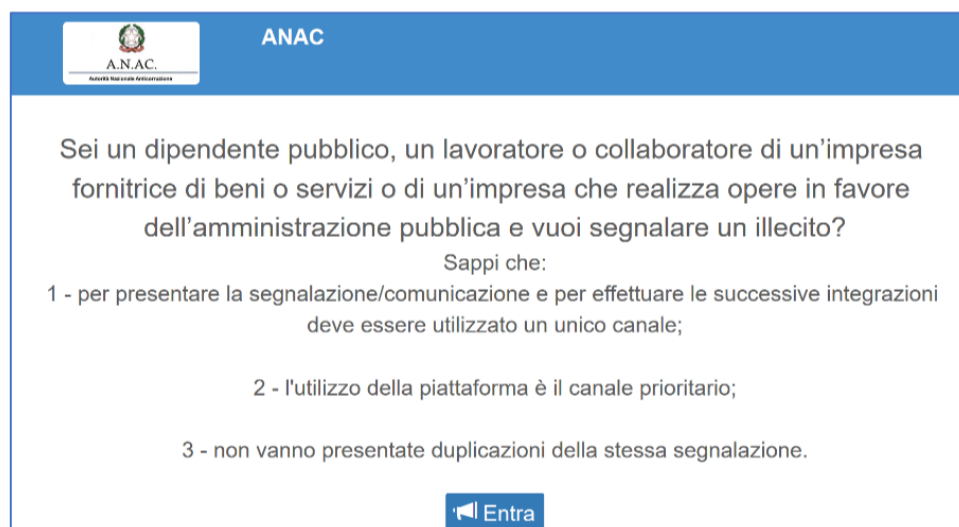 A.N.AC.
Autorità Nazionale Anticorruzione
ANAC
Sei un dipendente pubblico, un lavoratore o collaboratore di un’impresa
fornitrice di beni o servizi o di un’impresa che realizza opere in favore
dell’amministrazione pubblica e vuoi segnalare un illecito?
Sappi che:
1 - per presentare la segnalazione/comunicazione e per effettuare le successive integrazioni
deve essere utilizzato un unico canale;
2 - l'utilizzo della piattaforma è il canale prioritario;
3 - non vanno presentate duplicazioni della stessa segnalazione.
Entra